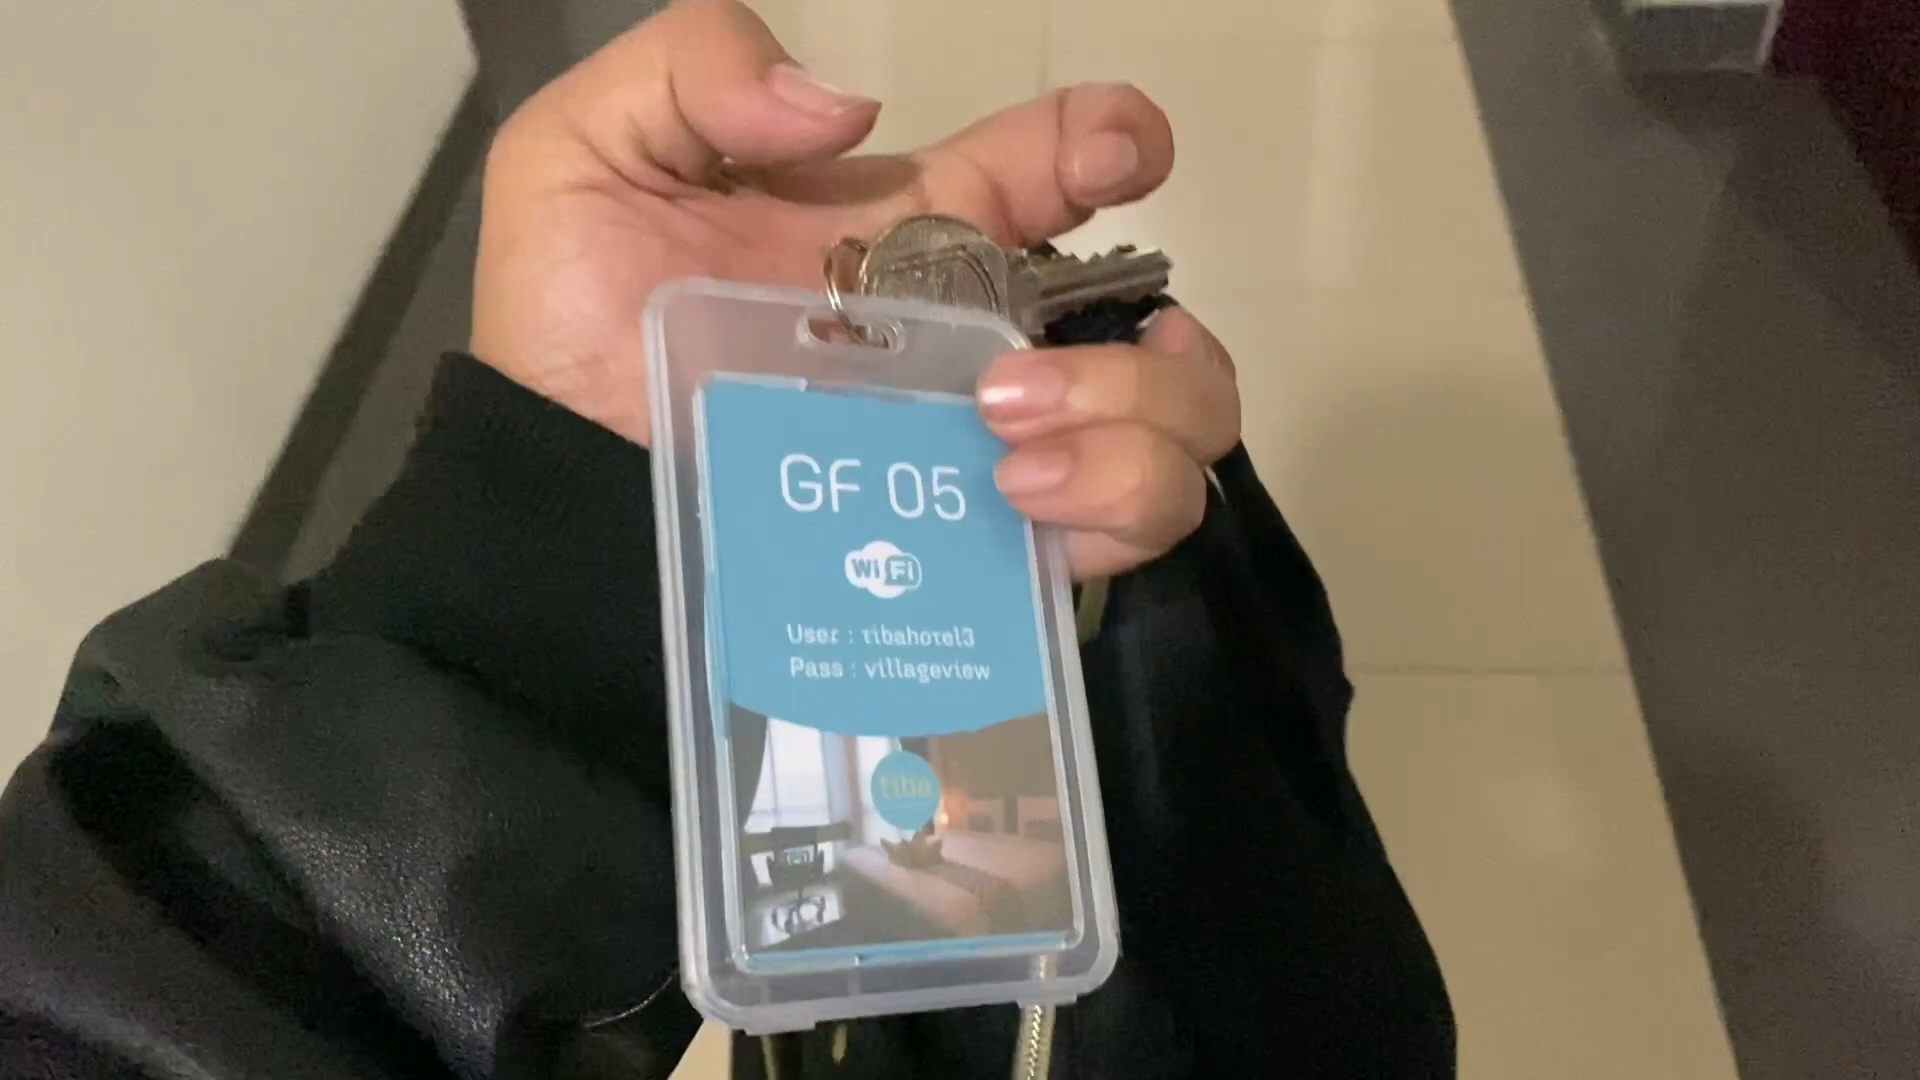 GF 05
WiFi
User : tibahotel3
Pass : villageview
tiba